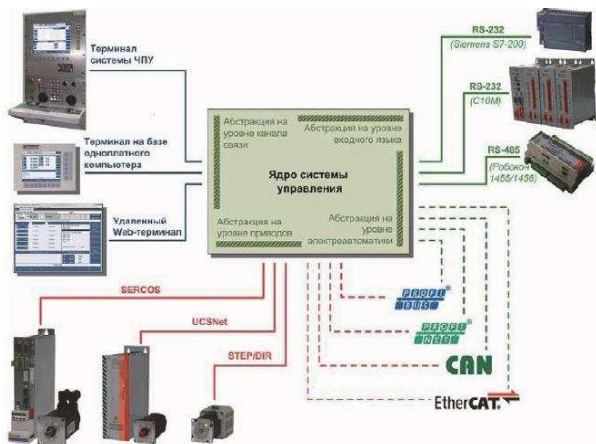 Терминал
системы ЧПУ
Терминал на базе
одноплатного
компьютера
Удаленный
Web-терминал
RS-232
(Siemens S7-200)
RS-232
(C10M)
RS-485
(Робокон
1455/1456)
Абстракция на
уровне канала
связи
Абстракция на уровне
входного языка
Ядро системы
управления
Абстракция на
уровне приводов
Абстракция на
уровне
электроавтоматики
SERCOS
UCSNet
STEP/DIR
PROFI
BUS
PROFI
NET
CAN
EtherCAT.